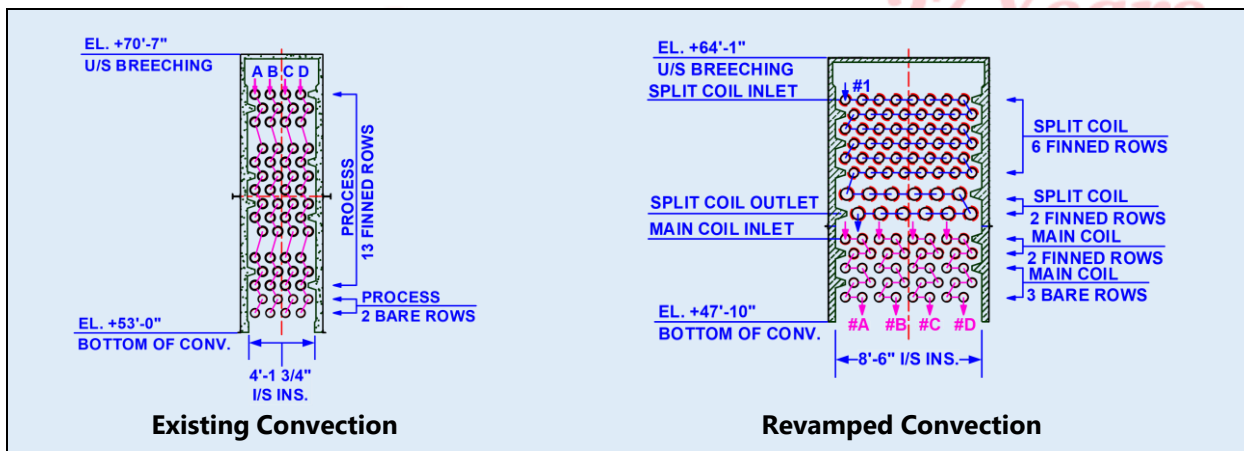 EL. +70'-7"
U/S BREECHING
A B C D
PROCESS
13 FINNED ROWS
PROCESS
2 BARE ROWS
EL. +53'-0"
BOTTOM OF CONV.
4'-1 3/4"
I/S INS.
Existing Convection
EL. +64'-1"
U/S BREECHING
SPLIT COIL INLET
#1
SPLIT COIL
6 FINNED ROWS
SPLIT COIL OUTLET
MAIN COIL INLET
SPLIT COIL
2 FINNED ROWS
MAIN COIL
2 FINNED ROWS
MAIN COIL
3 BARE ROWS
EL. +47'-10"
BOTTOM OF CONV.
#A #B #C #D
8'-6" I/S INS.
Revamped Convection